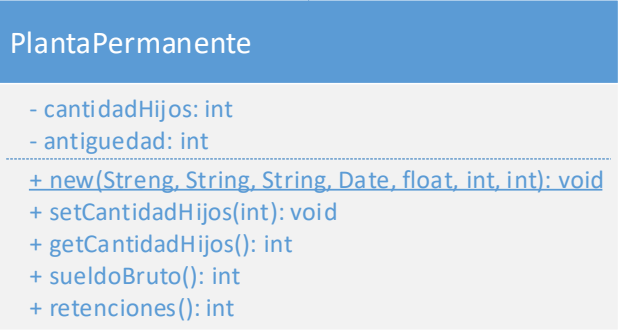 PlantaPermanente
- cantidadHijos: int
- antiguedad: int
+ new(Streng, String, String, Date, float, int, int): void
+ setCantidadHijos(int): void
+ getCantidadHijos(): int
+ sueldoBruto(): int
+ retenciones(): int